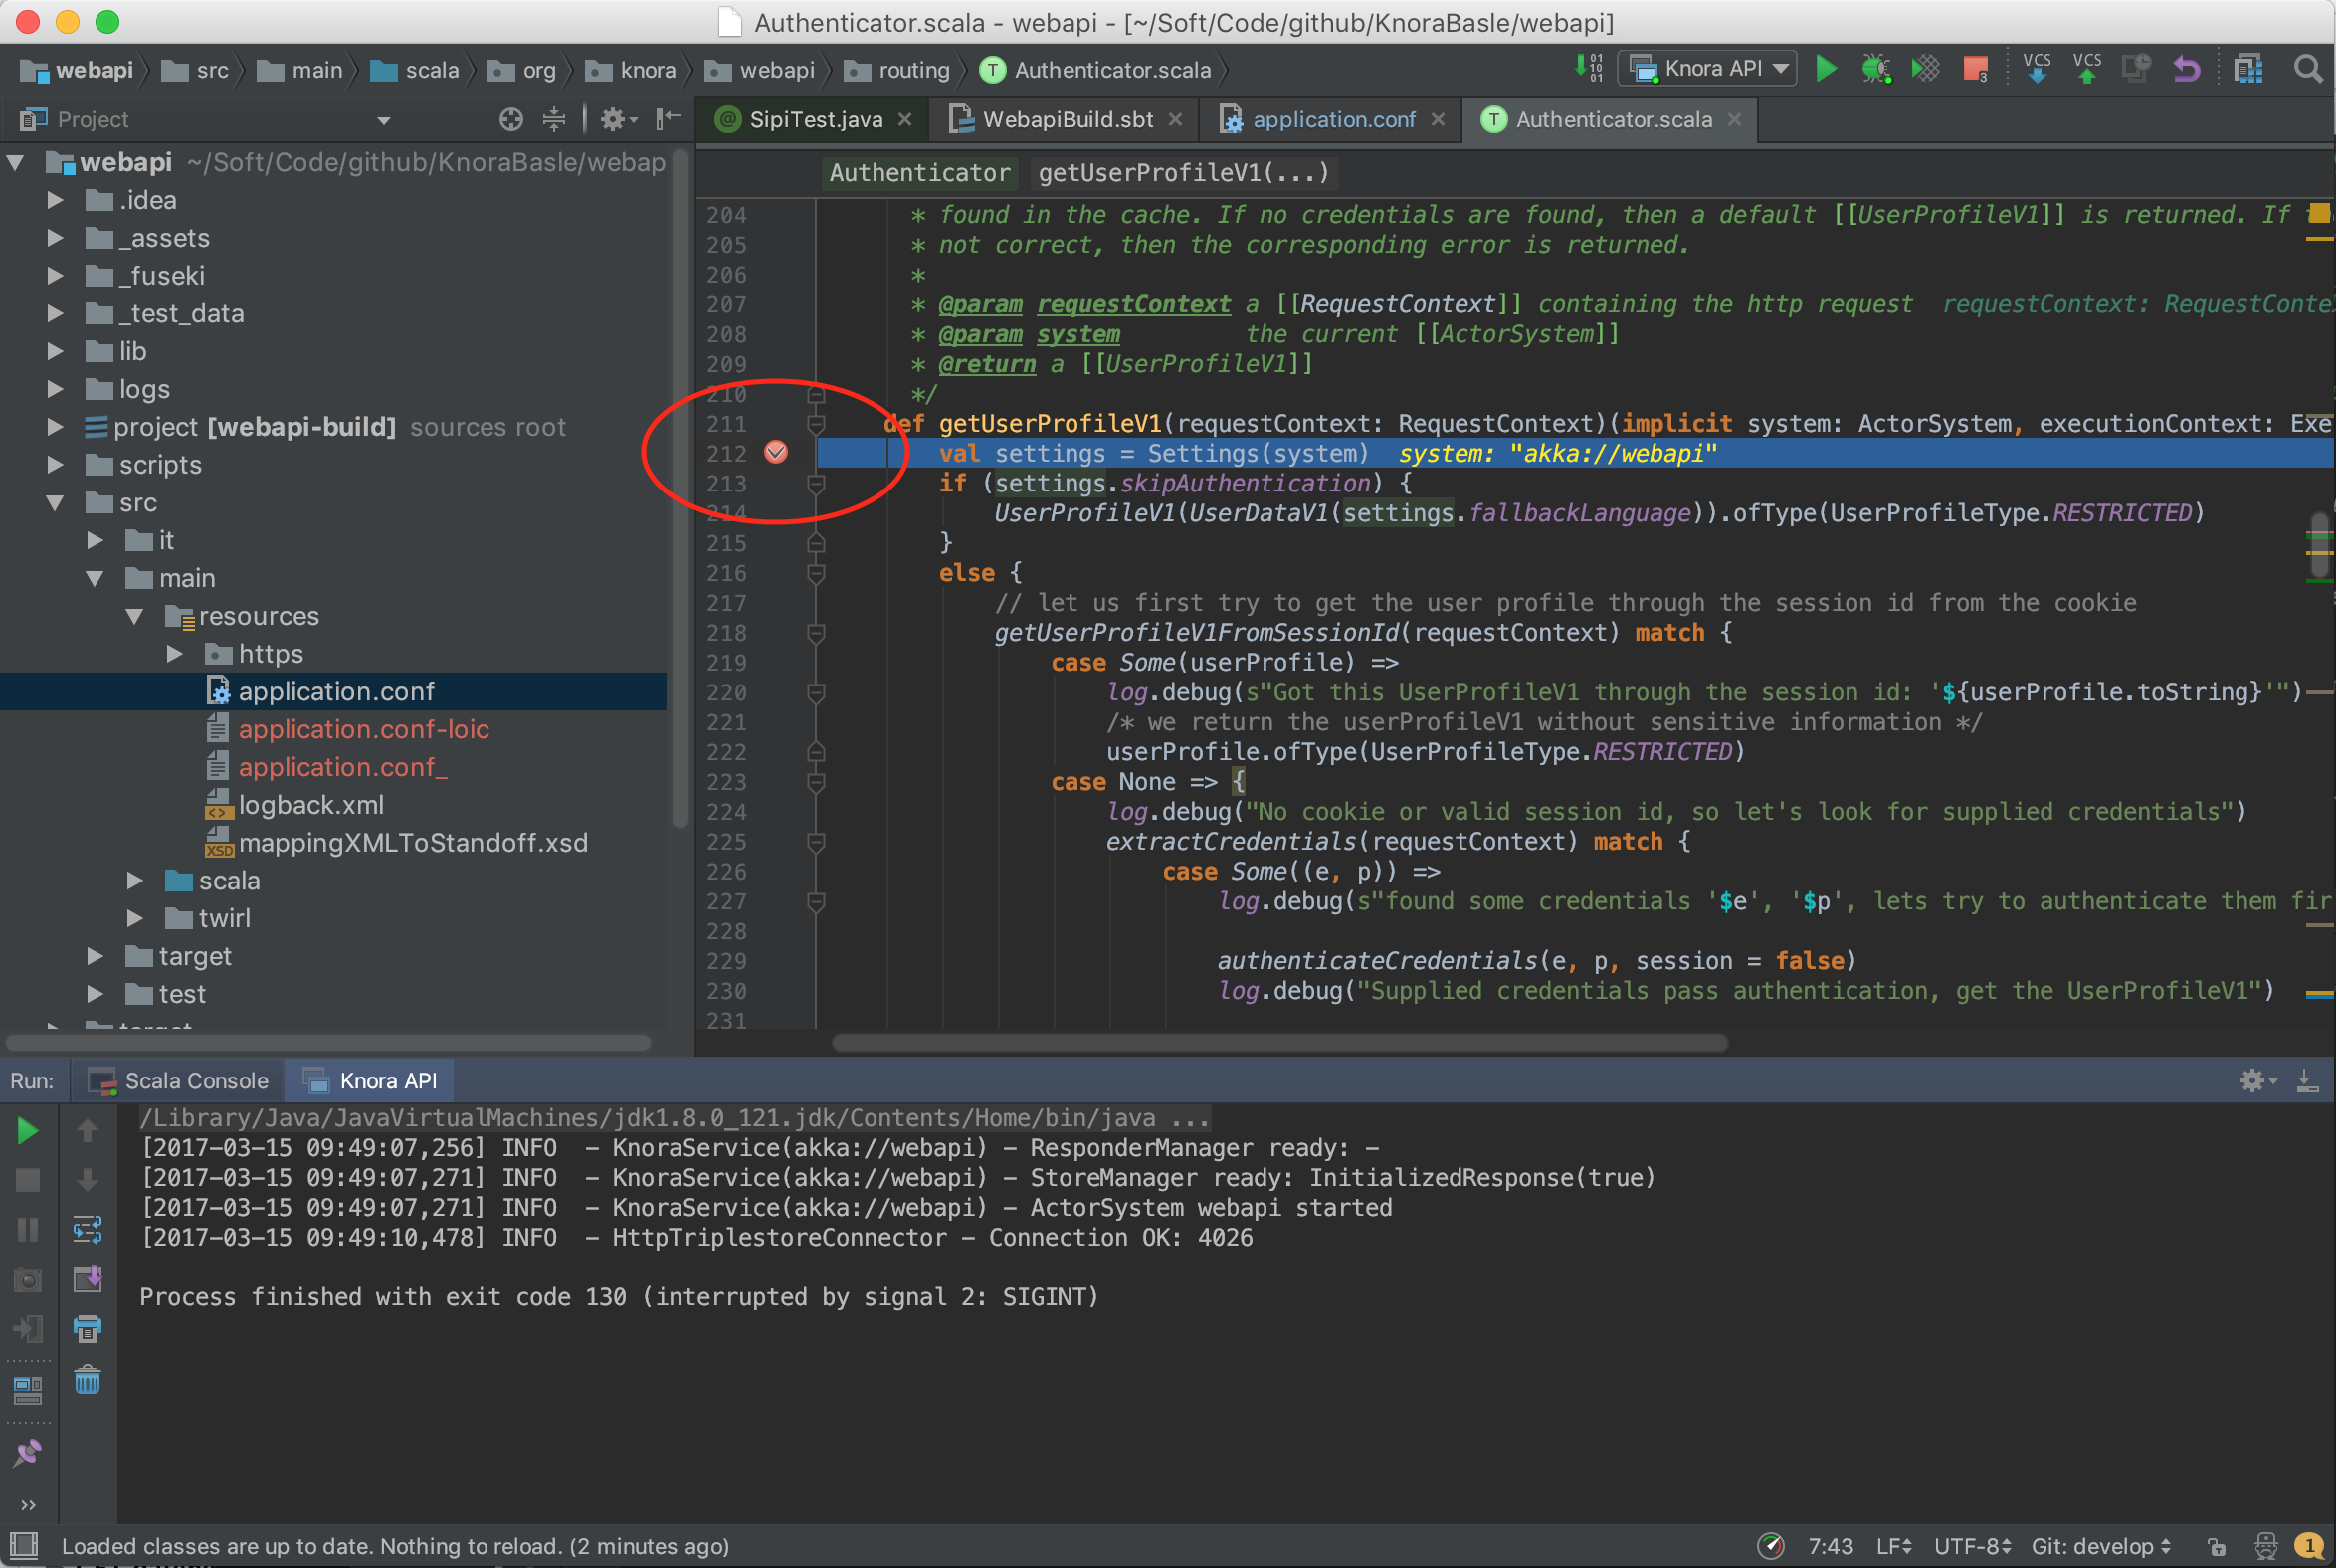 Authenticator.scala - webapi - [~/Soft/Code/github/KnoraBasle/webapi]
webapi src main scala org knora webapi routing Authenticator.scala Knora API 3 VCS VCS
Project SipiTest.java WebapiBuild.sbt application.conf Authenticator.scala
webapi ~/Soft/Code/github/KnoraBasle/webap
.idea
_assets
_fuseki
_test_data
lib
logs
project [webapi-build] sources root
scripts
src
it
main
resources
https
application.conf
application.conf-loic
application.conf_
logback.xml
mappingXMLToStandoff.xsd
scala
twirl
target
test
target
Authenticator getUserProfileV1(...)
204 * found in the cache. If no credentials are found, then a default [[UserProfileV1]] is returned. If
205 * not correct, then the corresponding error is returned.
206 *
207 * @param requestContext a [[RequestContext]] containing the http request requestContext: RequestConte
208 * @param system the current [[ActorSystem]]
209 * @return a [[UserProfileV1]]
210 */
211 def getUserProfileV1(requestContext: RequestContext)(implicit system: ActorSystem, executionContext: Exe
212 val settings = Settings(system) system: "akka://webapi"
213 if (settings.skipAuthentication) {
214 UserProfileV1(UserDataV1(settings.fallbackLanguage)).ofType(UserProfileType.RESTRICTED)
215 }
216 else {
217 // let us first try to get the user profile through the session id from the cookie
218 getUserProfileV1FromSessionId(requestContext) match {
219 case Some(userProfile) =>
220 log.debug(s"Got this UserProfileV1 through the session id: '${userProfile.toString}'")
221 /* we return the userProfileV1 without sensitive information */
222 userProfile.ofType(UserProfileType.RESTRICTED)
223 case None => {
224 log.debug("No cookie or valid session id, so let's look for supplied credentials")
225 extractCredentials(requestContext) match {
226 case Some((e, p)) =>
227 log.debug(s"found some credentials '$e', '$p', lets try to authenticate them fir
228
229 authenticateCredentials(e, p, session = false)
230 log.debug("Supplied credentials pass authentication, get the UserProfileV1")
231
Run: Scala Console Knora API
/Library/Java/JavaVirtualMachines/jdk1.8.0_121.jdk/Contents/Home/bin/java ...
[2017-03-15 09:49:07,256] INFO - KnoraService(akka://webapi) - ResponderManager ready: -
[2017-03-15 09:49:07,271] INFO - KnoraService(akka://webapi) - StoreManager ready: InitializedResponse(true)
[2017-03-15 09:49:07,271] INFO - KnoraService(akka://webapi) - ActorSystem webapi started
[2017-03-15 09:49:10,478] INFO - HttpTriplestoreConnector - Connection OK: 4026
Process finished with exit code 130 (interrupted by signal 2: SIGINT)
Loaded classes are up to date. Nothing to reload. (2 minutes ago) 7:43 LF UTF-8 Git: develop 1